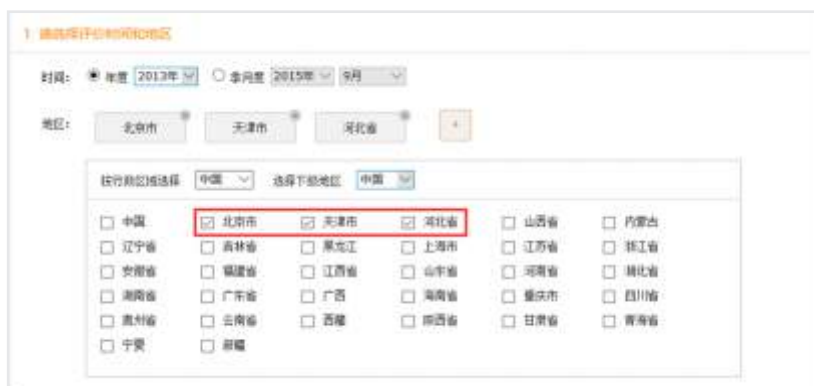 1 请选择评价时间和地区
时间： 年度 2013年 季月度 2015年 9月
地区： 北京市 天津市 河北省 +
按行政区域选择 中国 选择下级地区 中国
中国 北京市 天津市 河北省 山西省 内蒙古
辽宁省 吉林省 黑龙江 上海市 江苏省 浙江省
安徽省 福建省 江西省 山东省 河南省 湖北省
湖南省 广东省 广西 海南省 重庆市 四川省
贵州省 云南省 西藏 陕西省 甘肃省 青海省
宁夏 新疆